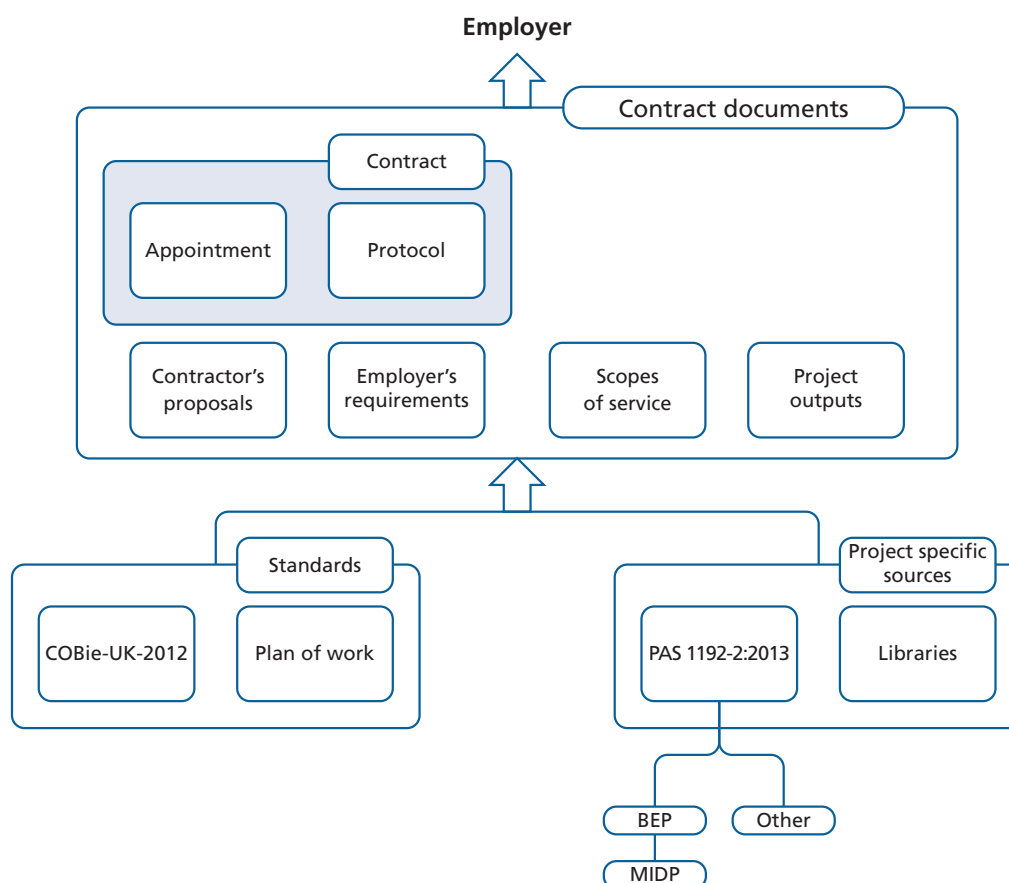 Employer
Contract documents
Contract
Appointment
Protocol
Contractor's
proposals
Employer's
requirements
Scopes
of service
Project
outputs
Standards
Project specific
sources
COBie-UK-2012
Plan of work
PAS 1192-2:2013
Libraries
BEP
Other
MIDP